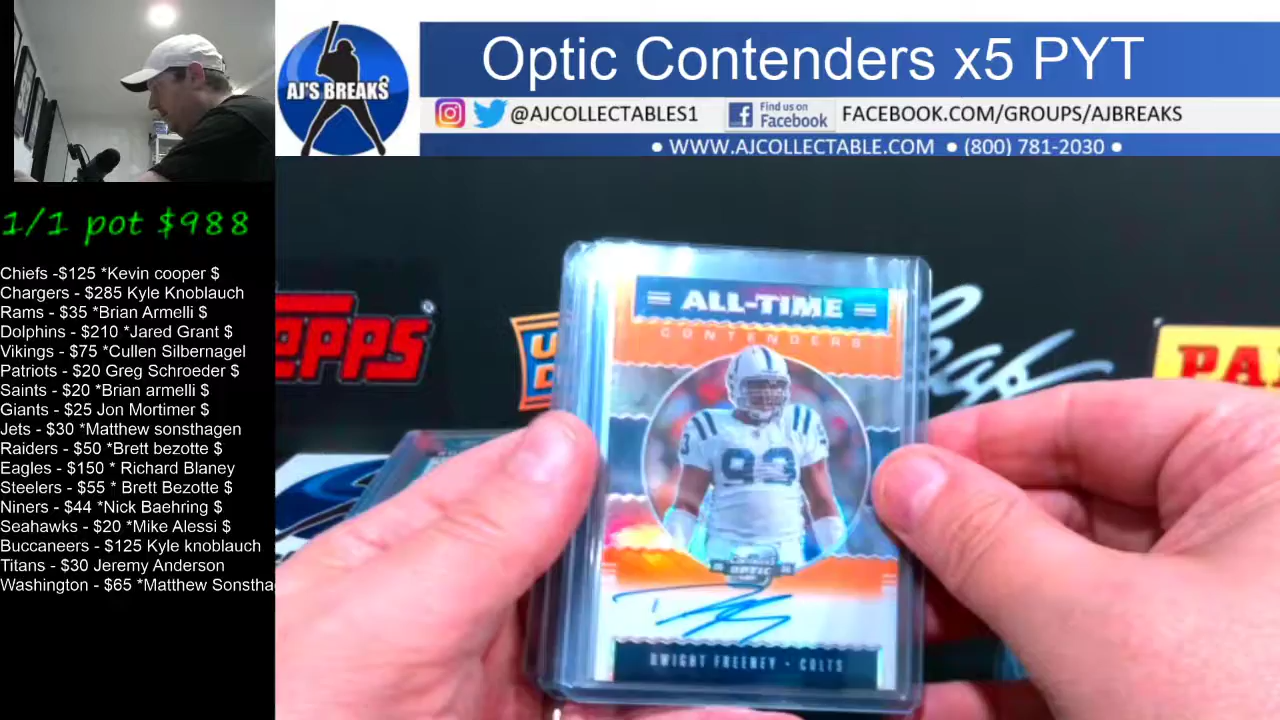 AJ'S BREAKS
Optic Contenders x5 PYT
@AJCOLLECTABLES1
Find us on
Facebook
FACEBOOK.COM/GROUPS/AJBREAKS
• WWW.AJCOLLECTABLE.COM • (800) 781-2030 •
1/1 pot $988
Chiefs -$125 *Kevin cooper $
Chargers - $285 Kyle Knoblauch
Rams - $35 *Brian Armelli $
Dolphins - $210 *Jared Grant $
Vikings - $75 *Cullen Silbernagel
Patriots - $20 Greg Schroeder $
Saints - $20 *Brian armelli $
Giants - $25 Jon Mortimer $
Jets - $30 *Matthew sonsthagen
Raiders - $50 *Brett bezotte $
Eagles - $150 * Richard Blaney
Steelers - $55 * Brett Bezotte $
Niners - $44 *Nick Baehring $
Seahawks - $20 *Mike Alessi $
Buccaneers - $125 Kyle knoblauch
Titans - $30 Jeremy Anderson
Washington - $65 *Matthew Sonstha
ALL-TIME
CONTENDERS
93
OPTIC
DWIGHT FREENEY • COLTS
EPPS
PA